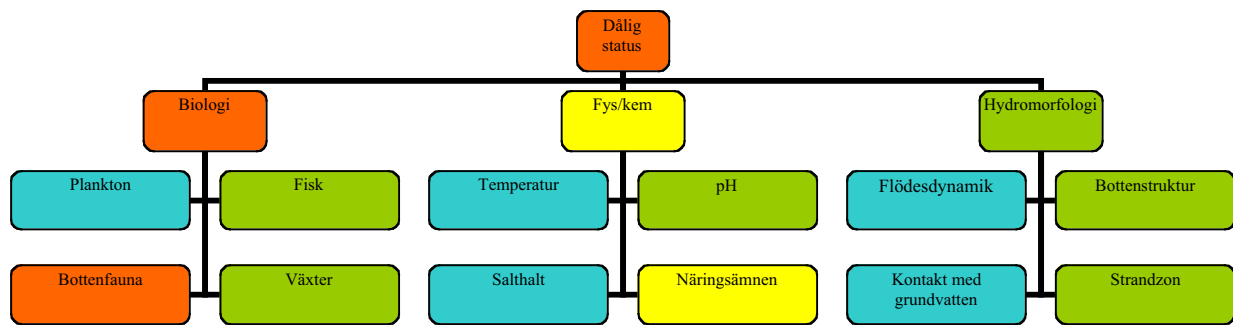 Dålig
status
Biologi
Fys/kem
Hydromorfologi
Plankton
Fisk
Temperatur
pH
Flödesdynamik
Bottenstruktur
Bottenfauna
Växter
Salthalt
Näringsämnen
Kontakt med
grundvatten
Strandzon